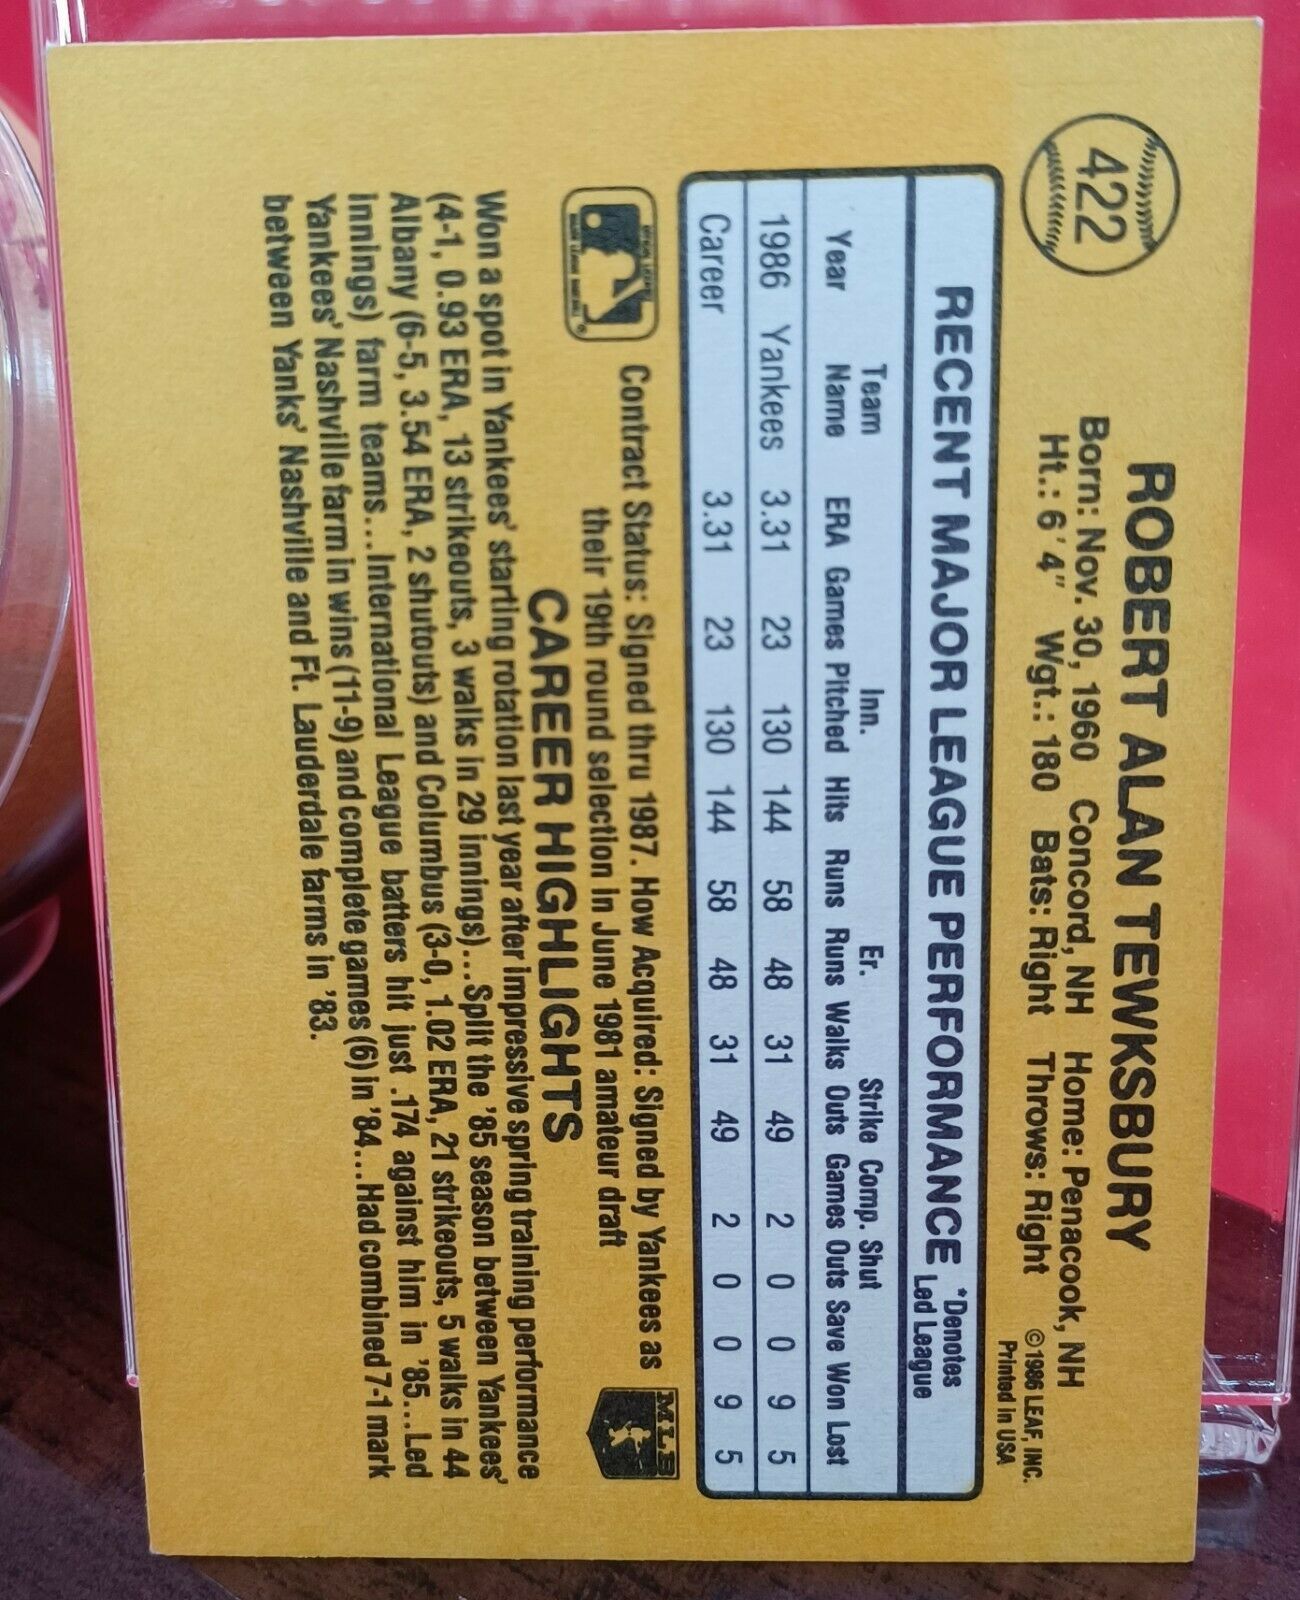 422
ROBERT ALAN TEWKSBURY
Born: Nov. 30, 1960 Concord, NH Home: Penacook, NH
Ht.: 6' 4" Wgt.: 180 Bats: Right Throws: Right
©1986 LEAF, INC.
Printed in USA
RECENT MAJOR LEAGUE PERFORMANCE *Denotes
Led League
Team Inn. Er. Strike Comp. Shut
Year Name ERA Games Pitched Hits Runs Runs Walks Outs Games Outs Save Won Lost
1986 Yankees 3.31 23 130 144 58 48 31 49 2 0 0 9 5
Career 3.31 23 130 144 58 48 31 49 2 0 0 9 5
Contract Status: Signed thru 1987. How Acquired: Signed by Yankees as
their 19th round selection in June 1981 amateur draft
MLB
CAREER HIGHLIGHTS
Won a spot in Yankees' starting rotation last year after impressive spring training performance
(4-1, 0.93 ERA, 13 strikeouts, 3 walks in 29 innings)...Split the '85 season between Yankees'
Albany (6-5, 3.54 ERA, 2 shutouts) and Columbus (3-0, 1.02 ERA, 21 strikeouts, 5 walks in 44
innings) farm teams...International League batters hit just .174 against him in '85...Led
Yankees' Nashville farm in wins (11-9) and complete games (6) in '84...Had combined 7-1 mark
between Yanks' Nashville and Ft. Lauderdale farms in '83.